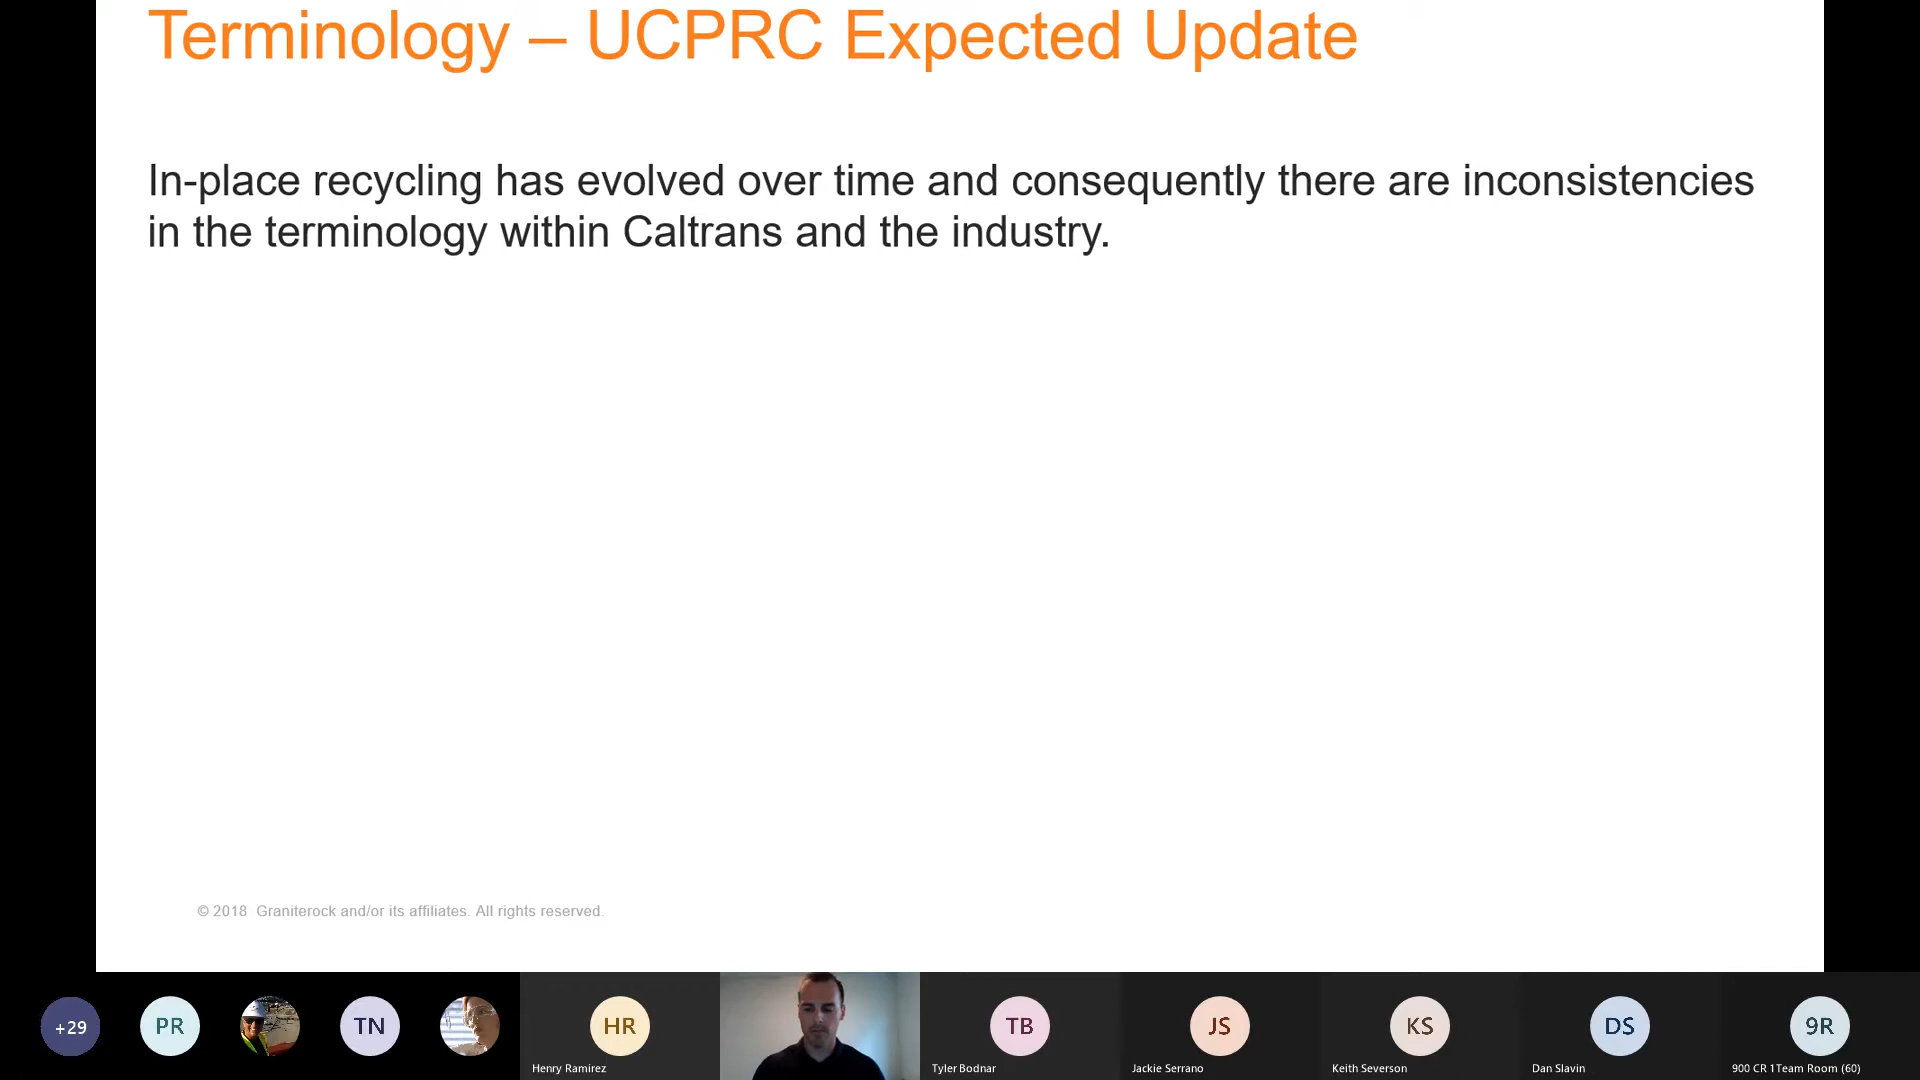 Terminology – UCPRC Expected Update
In-place recycling has evolved over time and consequently there are inconsistencies
in the terminology within Caltrans and the industry.
© 2018 Graniterock and/or its affiliates. All rights reserved.
+29
PR
TN
HR
Henry Ramirez
TB
Tyler Bodnar
JS
Jackie Serrano
KS
Keith Severson
DS
Dan Slavin
9R
900 CR 1Team Room (60)